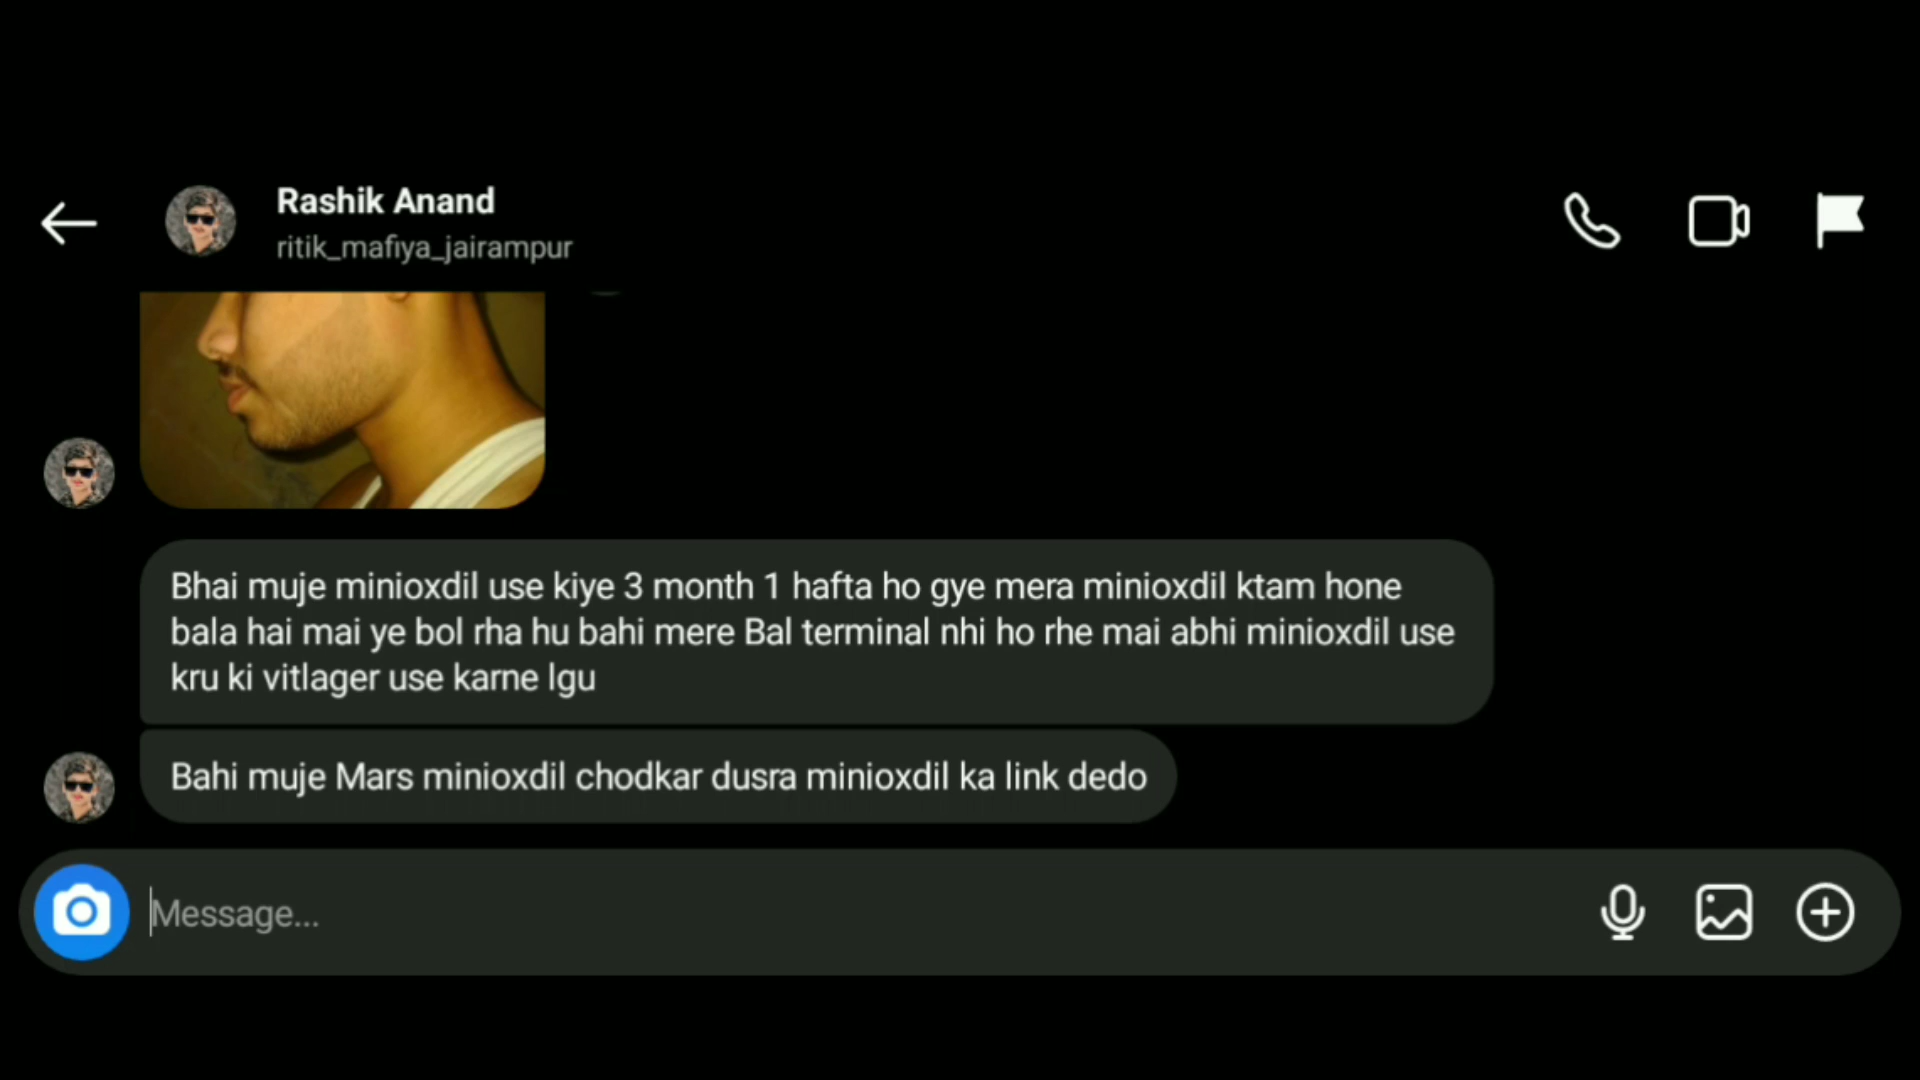 Rashik Anand
ritik_mafiya_jairampur
Bhai muje minioxdil use kiye 3 month 1 hafta ho gye mera minioxdil ktam hone
bala hai mai ye bol rha hu bahi mere Bal terminal nhi ho rhe mai abhi minioxdil use
kru ki vitlager use karne lgu
Bahi muje Mars minioxdil chodkar dusra minioxdil ka link dedo
Message...